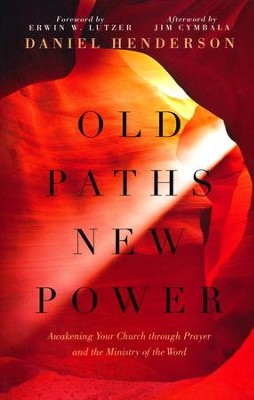 Foreword by
ERWIN W. LUTZER
Afterword by
JIM CYMBALA
DANIEL HENDERSON
OLD
PATHS
NEW
POWER
Awakening Your Church through Prayer
and the Ministry of the Word